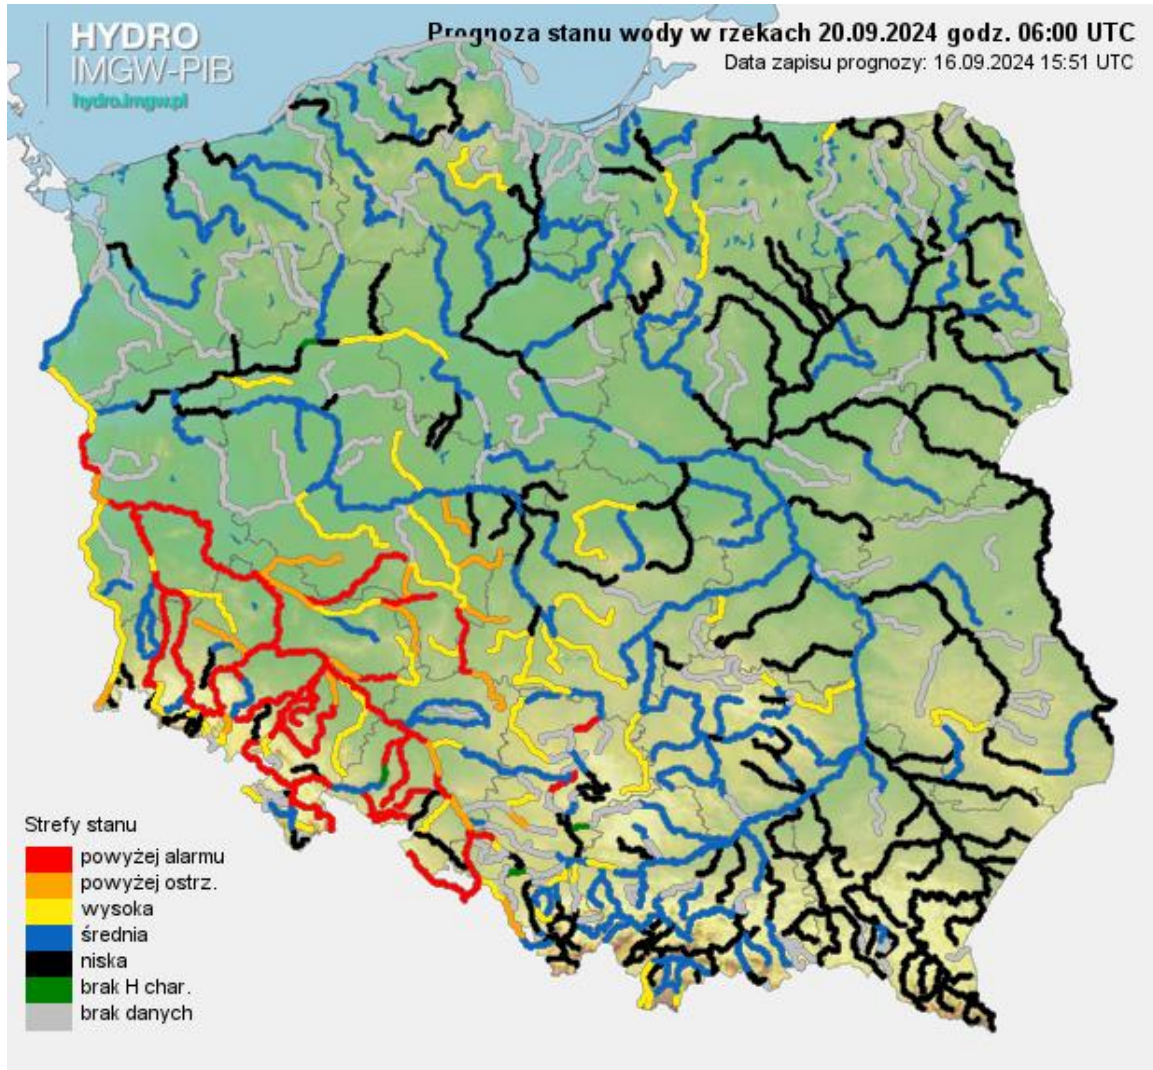 HYDRO
IMGW-PIB
hydro.imgw.pl
Prognoza stanu wody w rzekach 20.09.2024 godz. 06:00 UTC
Data zapisu prognozy: 16.09.2024 15:51 UTC
Strefy stanu
powyżej alarmu
powyżej ostrz.
wysoka
średnia
niska
brak H char.
brak danych